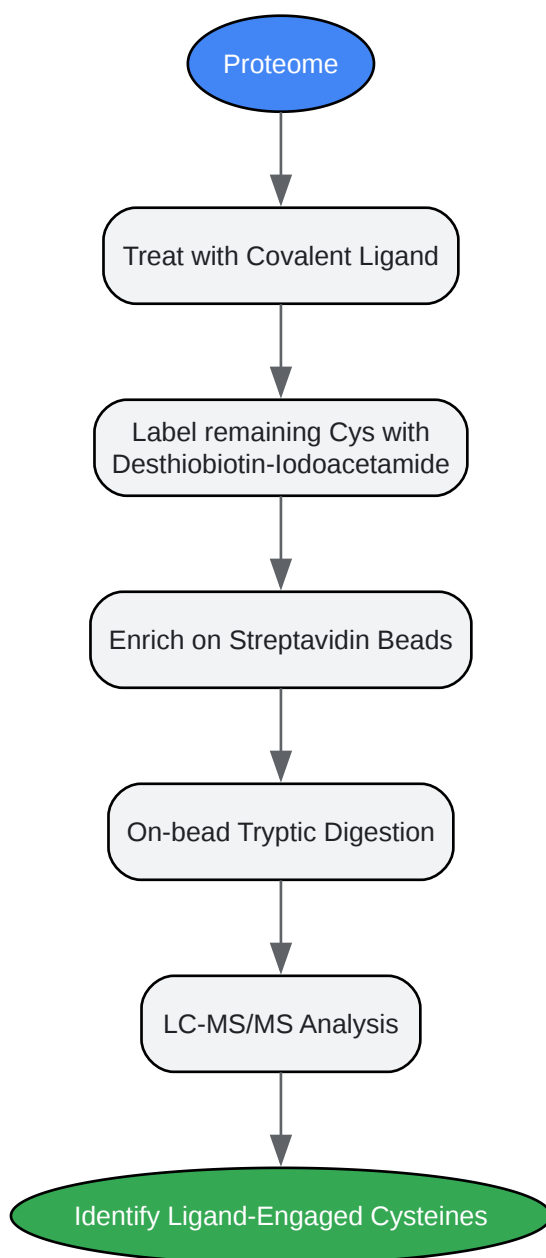 Proteome
Treat with Covalent Ligand
Label remaining Cys with
Desthiobiotin-Iodoacetamide
Enrich on Streptavidin Beads
On-bead Tryptic Digestion
LC-MS/MS Analysis
Identify Ligand-Engaged Cysteines